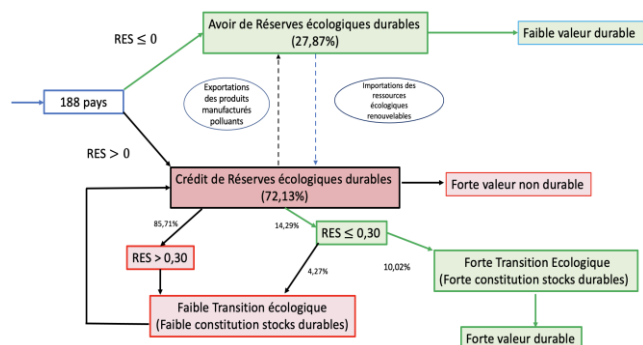 RES ≤ 0
Avoir de Réserves écologiques durables
(27,87%)
Faible valeur durable
Exportations
des produits
manufacturés
polluants
Importations des
ressources
écologiques
renouvelables
188 pays
RES > 0
Crédit de Réserves écologiques durables
(72,13%)
Forte valeur non durable
85,71%
14,29%
RES ≤ 0,30
RES > 0,30
4,27%
10,02%
Forte Transition Ecologique
(Forte constitution stocks durables)
Faible Transition écologique
(Faible constitution stocks durables)
Forte valeur durable